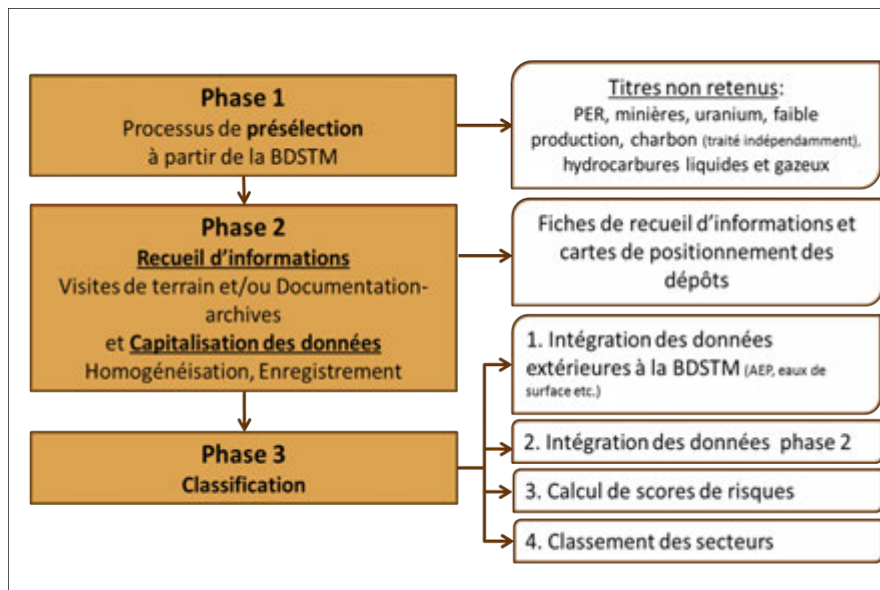 Phase 1
Processus de présélection
à partir de la BDSTM
Titres non retenus:
PER, minières, uranium, faible
production, charbon (traité indépendamment),
hydrocarbures liquides et gazeux
Phase 2
Recueil d'informations
Visites de terrain et/ou Documentation-
archives
et Capitalisation des données
Homogénéisation, Enregistrement
Fiches de recueil d'informations et
cartes de positionnement des
dépôts
Phase 3
Classification
1. Intégration des données
extérieures à la BDSTM (AEP, eaux de
surface etc.)
2. Intégration des données phase 2
3. Calcul de scores de risques
4. Classement des secteurs